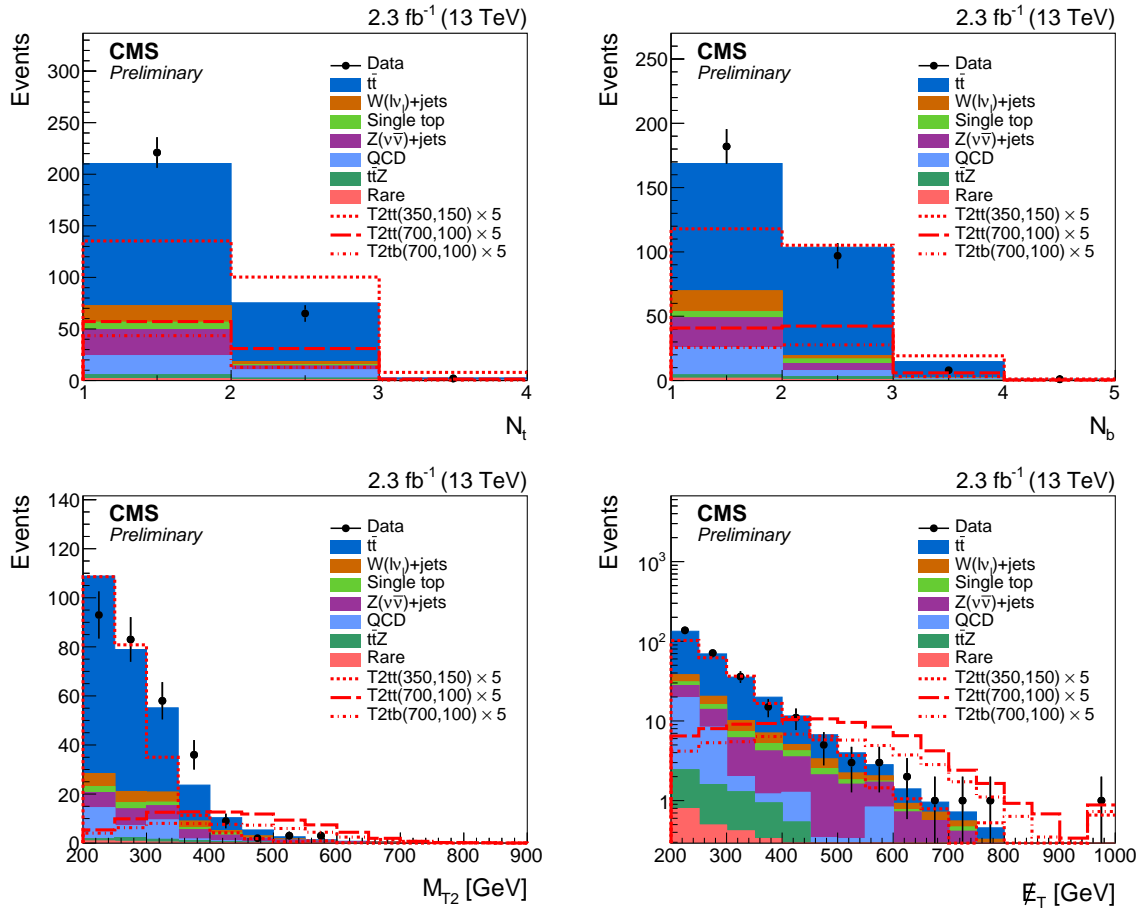 2.3 fb⁻¹ (13 TeV)
CMS
Preliminary
Events
Data
tt̄
W(lν_l)+jets
Single top
Z(νν̄)+jets
QCD
tt̄Z
Rare
T2tt(350,150) × 5
T2tt(700,100) × 5
T2tb(700,100) × 5
300
250
200
150
100
50
0
1 2 3 4
N_t
2.3 fb⁻¹ (13 TeV)
CMS
Preliminary
Events
Data
tt̄
W(lν_l)+jets
Single top
Z(νν̄)+jets
QCD
tt̄Z
Rare
T2tt(350,150) × 5
T2tt(700,100) × 5
T2tb(700,100) × 5
250
200
150
100
50
0
1 2 3 4 5
N_b
2.3 fb⁻¹ (13 TeV)
CMS
Preliminary
Events
Data
tt̄
W(lν_l)+jets
Single top
Z(νν̄)+jets
QCD
tt̄Z
Rare
T2tt(350,150) × 5
T2tt(700,100) × 5
T2tb(700,100) × 5
140
120
100
80
60
40
20
0
200 300 400 500 600 700 800 900
M_T2 [GeV]
2.3 fb⁻¹ (13 TeV)
CMS
Preliminary
Events
Data
tt̄
W(lν_l)+jets
Single top
Z(νν̄)+jets
QCD
tt̄Z
Rare
T2tt(350,150) × 5
T2tt(700,100) × 5
T2tb(700,100) × 5
10³
10²
10
1
200 300 400 500 600 700 800 900 1000
E̸_T [GeV]